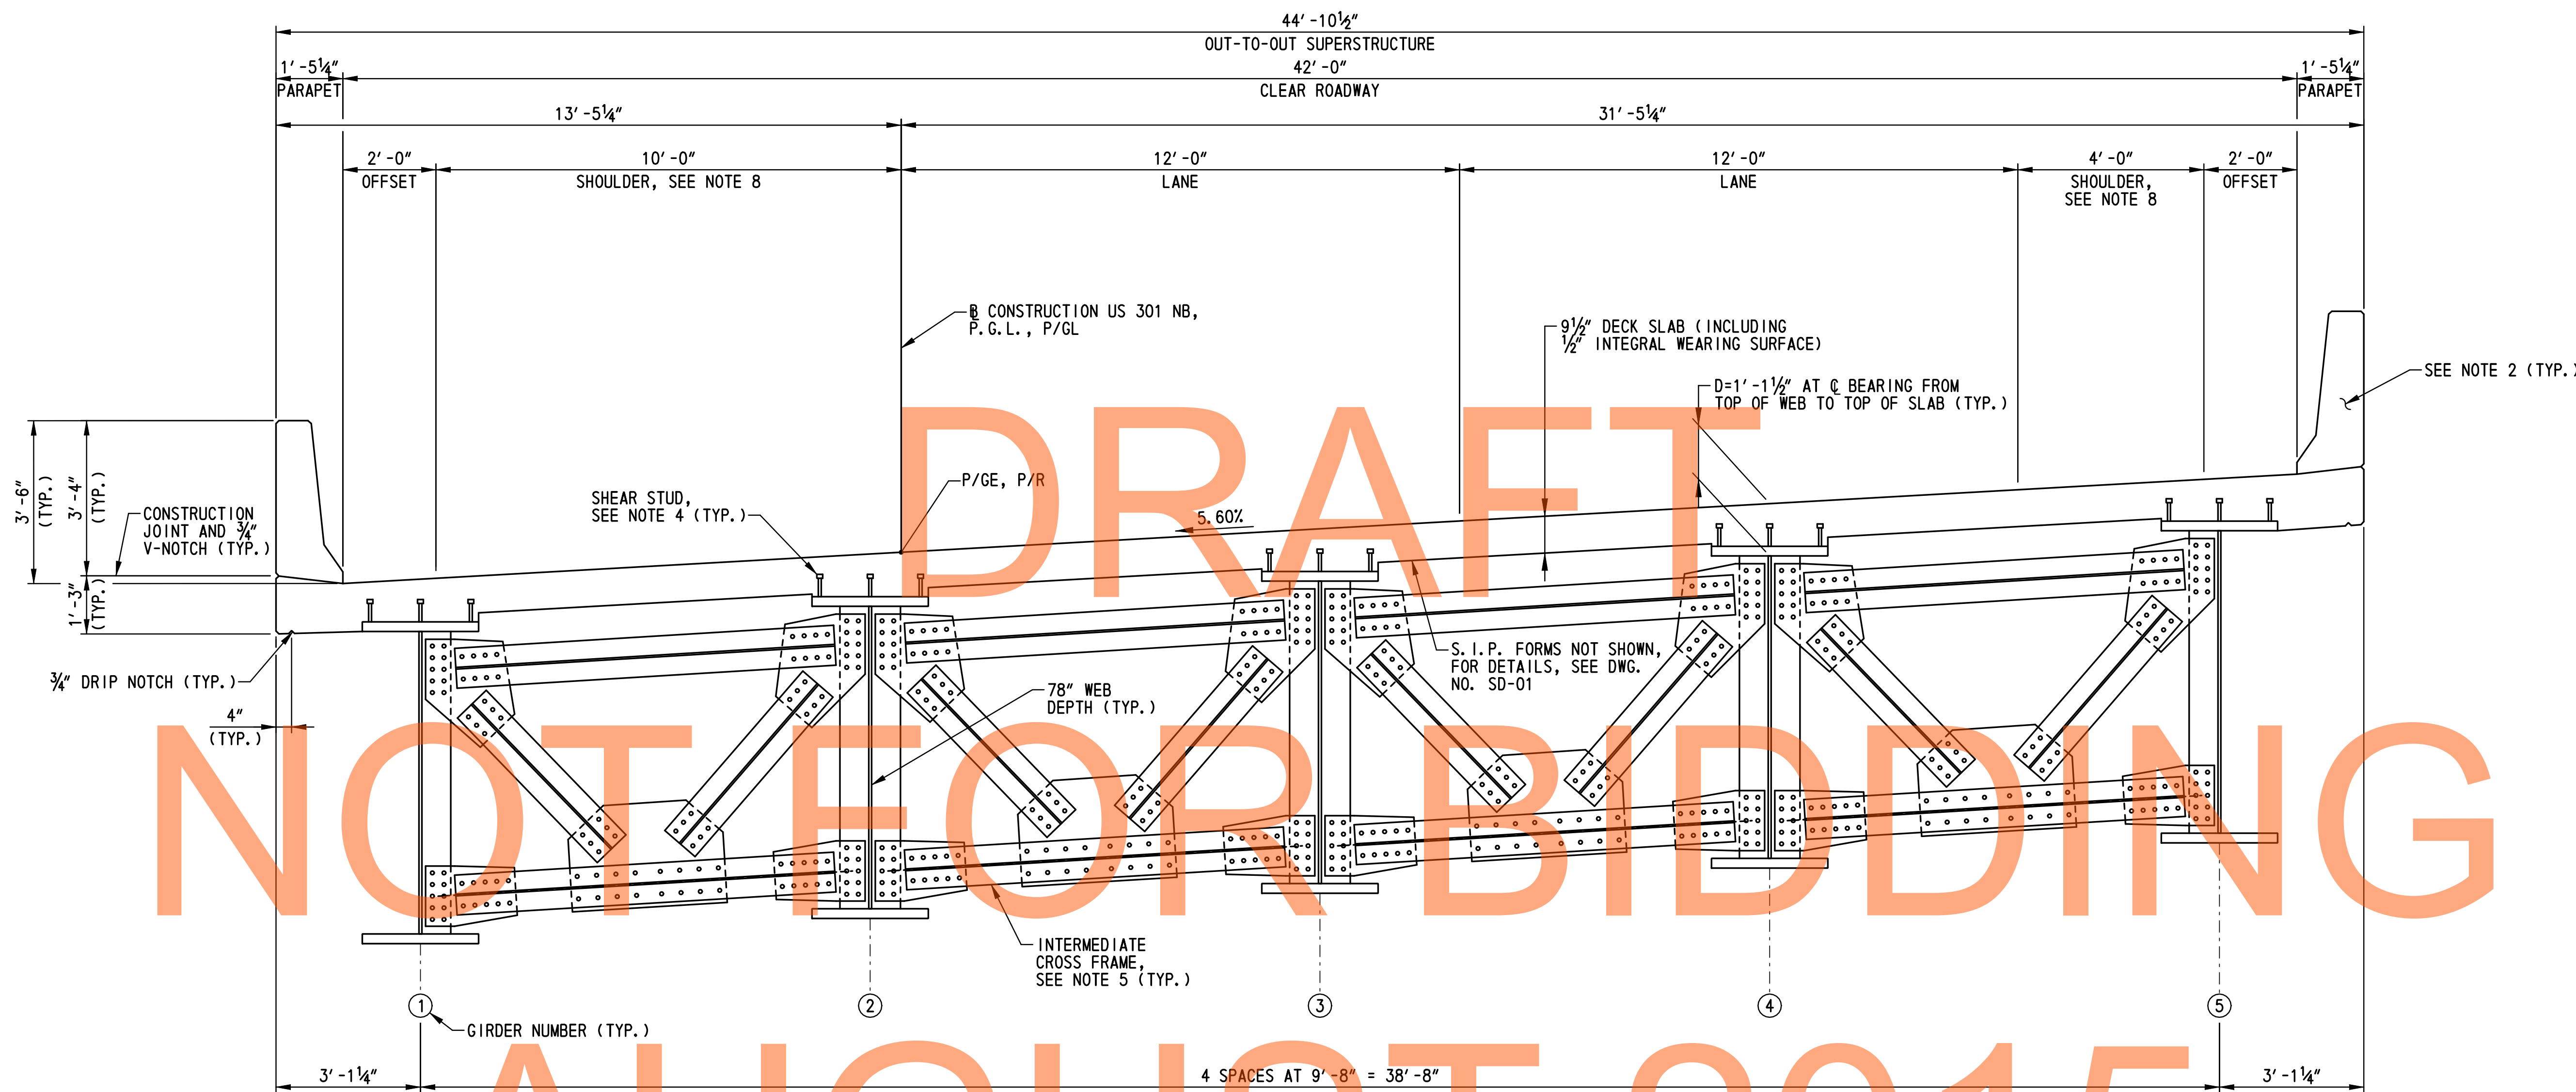 44'-10½"
OUT-TO-OUT SUPERSTRUCTURE
1'-5¼"
PARAPET
42'-0"
CLEAR ROADWAY
1'-5¼"
PARAPET
13'-5¼"
31'-5¼"
2'-0"
OFFSET
10'-0"
SHOULDER, SEE NOTE 8
12'-0"
LANE
12'-0"
LANE
4'-0"
SHOULDER,
SEE NOTE 8
2'-0"
OFFSET
℄ CONSTRUCTION US 301 NB,
P.G.L., P/GL
9½" DECK SLAB (INCLUDING
½" INTEGRAL WEARING SURFACE)
D=1'-1½" AT ℄ BEARING FROM
TOP OF WEB TO TOP OF SLAB (TYP.)
SEE NOTE 2 (TYP.)
3'-6"
(TYP.)
3'-4"
(TYP.)
CONSTRUCTION
JOINT AND ¾"
V-NOTCH (TYP.)
1'-3"
(TYP.)
SHEAR STUD,
SEE NOTE 4 (TYP.)
P/GE, P/R
5.60%
S.I.P. FORMS NOT SHOWN,
FOR DETAILS, SEE DWG.
NO. SD-01
¾" DRIP NOTCH (TYP.)
4"
(TYP.)
78" WEB
DEPTH (TYP.)
INTERMEDIATE
CROSS FRAME,
SEE NOTE 5 (TYP.)
1
2
3
4
5
GIRDER NUMBER (TYP.)
3'-1¼"
4 SPACES AT 9'-8" = 38'-8"
3'-1¼"
DRAFT
NOT FOR BIDDING
AUGUST 2015